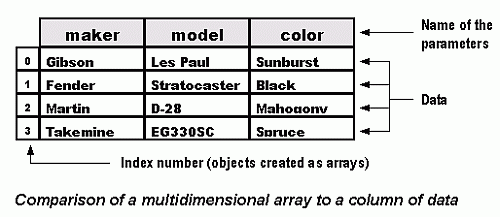 maker model color
Name of the parameters
0 Gibson Les Paul Sunburst
1 Fender Stratocaster Black
2 Martin D-28 Mahogony
3 Takemine EG330SC Spruce
Data
Index number (objects created as arrays)
Comparison of a multidimensional array to a column of data